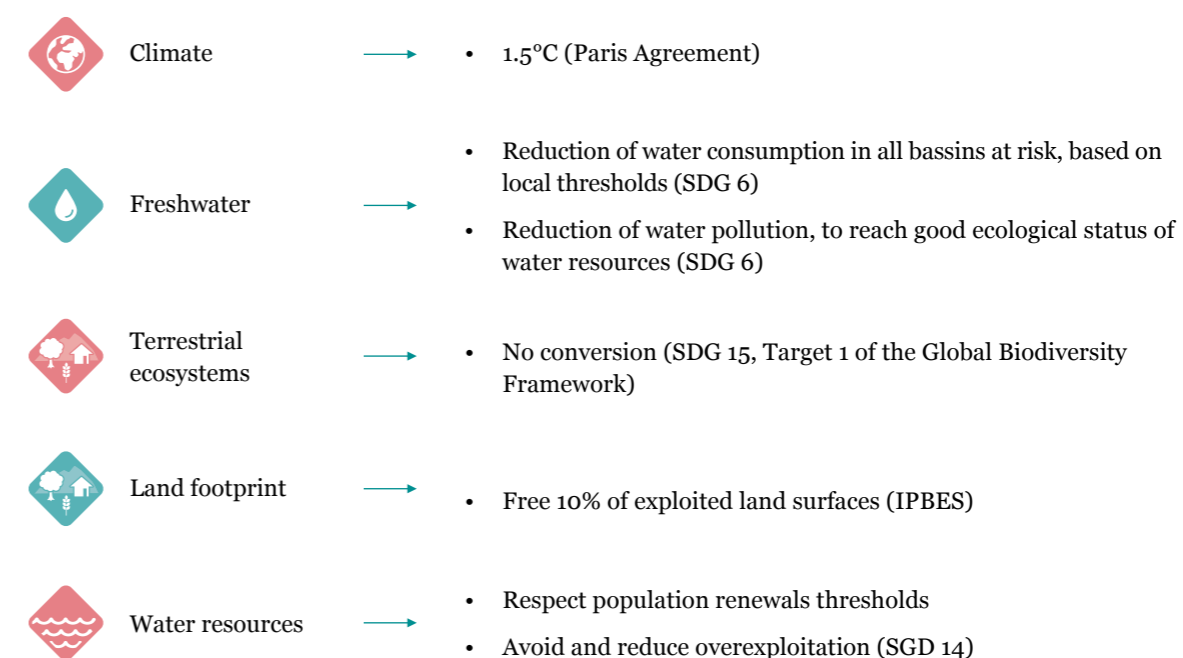 Climate
• 1.5°C (Paris Agreement)
Freshwater
• Reduction of water consumption in all bassins at risk, based on
local thresholds (SDG 6)
• Reduction of water pollution, to reach good ecological status of
water resources (SDG 6)
Terrestrial
ecosystems
• No conversion (SDG 15, Target 1 of the Global Biodiversity
Framework)
Land footprint
• Free 10% of exploited land surfaces (IPBES)
Water resources
• Respect population renewals thresholds
• Avoid and reduce overexploitation (SGD 14)